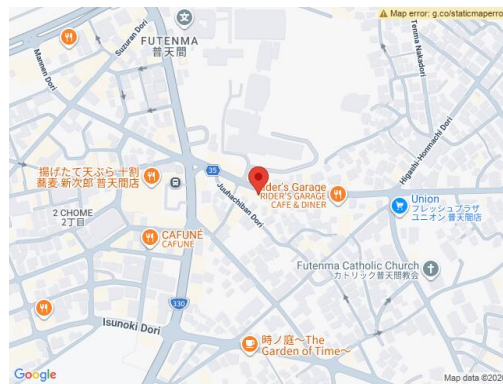 Map error: g.co/staticmaperro
Mannen Dori
Suzuran Dori
FUTENMA
普天間
Tenma Nakadori
Higashi-Honmachi Dori
揚げたて天ぷら 十割
蕎麦 新次郎 普天間店
35
Rider's Garage
RIDER'S GARAGE
CAFE & DINER
Juuhachiban Dori
Union
フレッシュプラザ
ユニオン 普天間店
2 CHOME
2丁目
CAFUNÉ
CAFUNE
Futenma Catholic Church
カトリック普天間教会
330
Isunoki Dori
時ノ庭〜The
Garden of Time〜
Google
Map data ©202